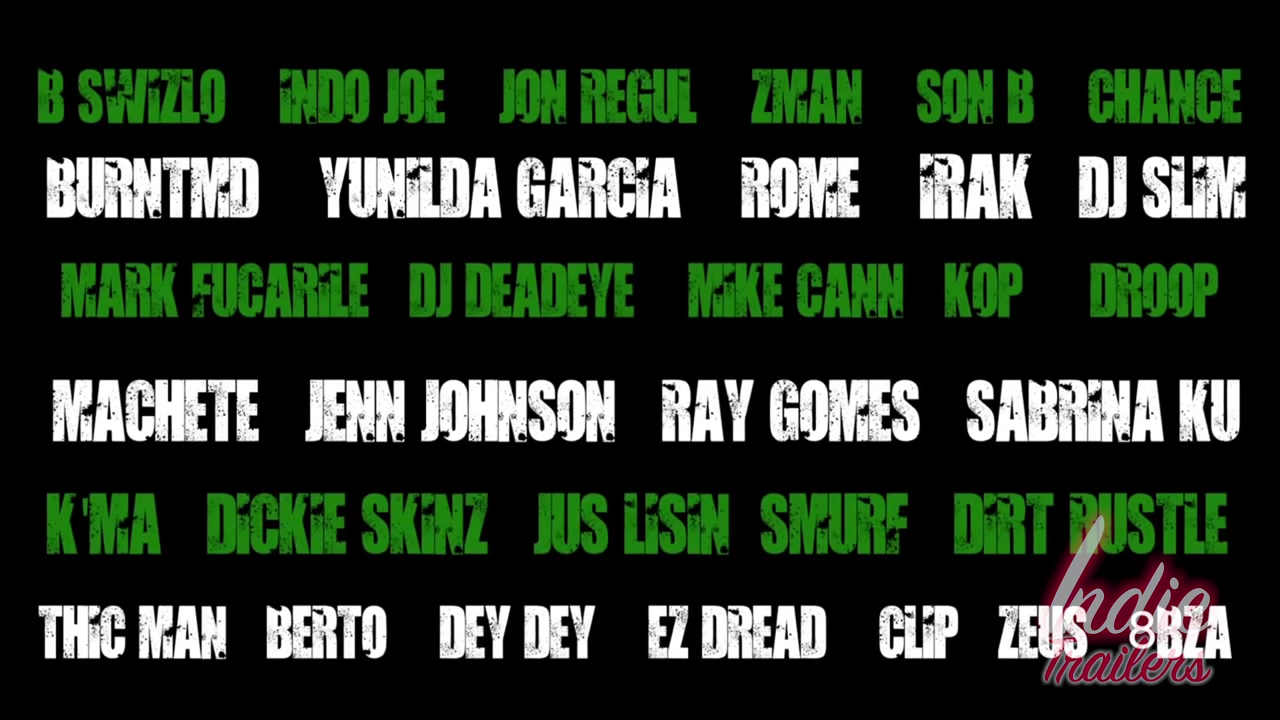 B SWIZLO INDO JOE JON REGUL ZMAN SON B CHANCE
BURNTMD YUNILDA GARCIA ROME IRAK DJ SLIM
MARK FUCARILE DJ DEADEYE MIKE CANN KOP DROOP
MACHETE JENN JOHNSON RAY GOMES SABRINA KU
K'MA DICKIE SKINZ JUS LISIN SMURF DIRT RUSTLE
THIC MAN BERTO DEY DEY EZ DREAD CLIP ZEUS
Indie
Trailers